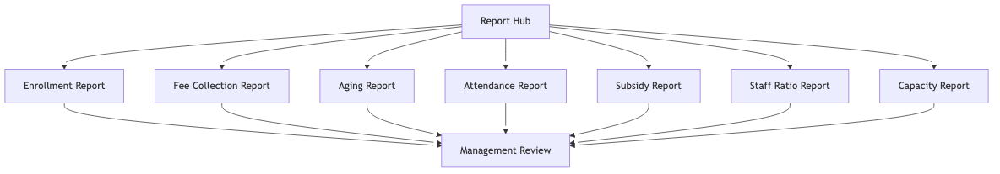 Report Hub
Enrollment Report
Fee Collection Report
Aging Report
Attendance Report
Subsidy Report
Staff Ratio Report
Capacity Report
Management Review